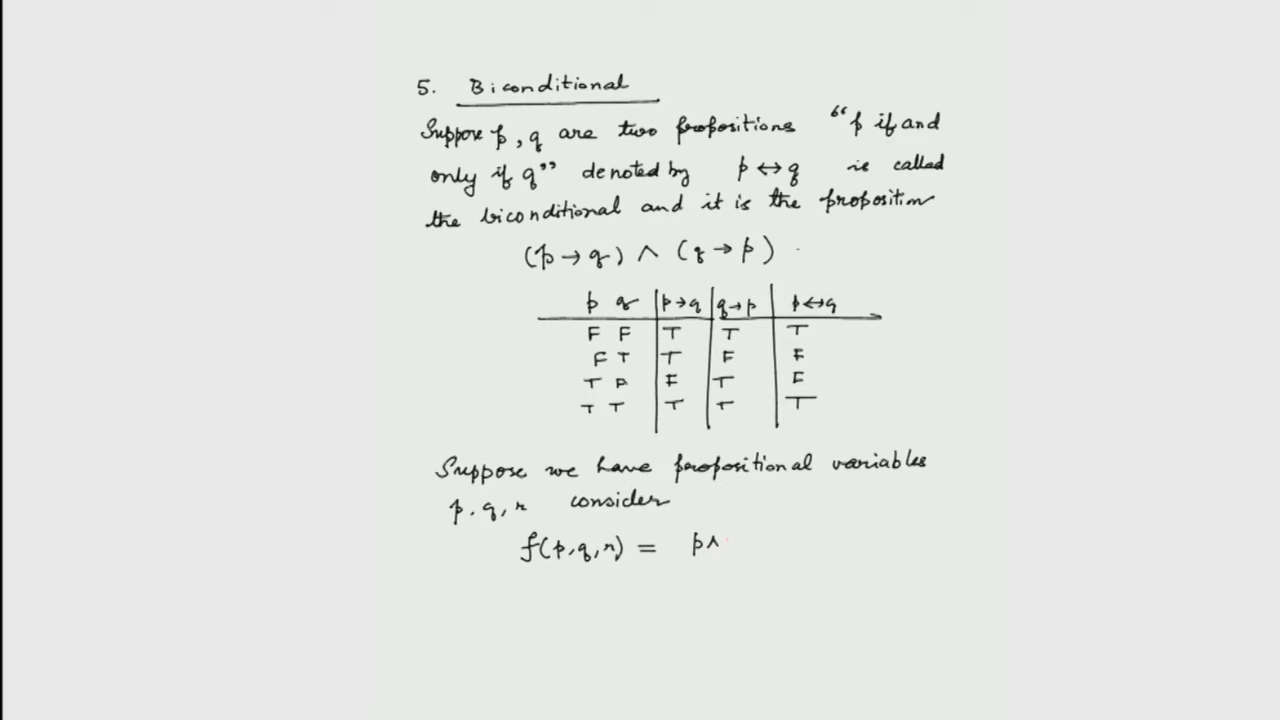 5. Biconditional
Suppose p, q are two propositions "p if and
only if q" denoted by p ↔ q is called
the biconditional and it is the proposition
(p → q) ∧ (q → p).
p q p→q q→p p↔q
F F T T T
F T T F F
T F F T F
T T T T T
Suppose we have propositional variables
p, q, r consider
f(p, q, r) = p∧